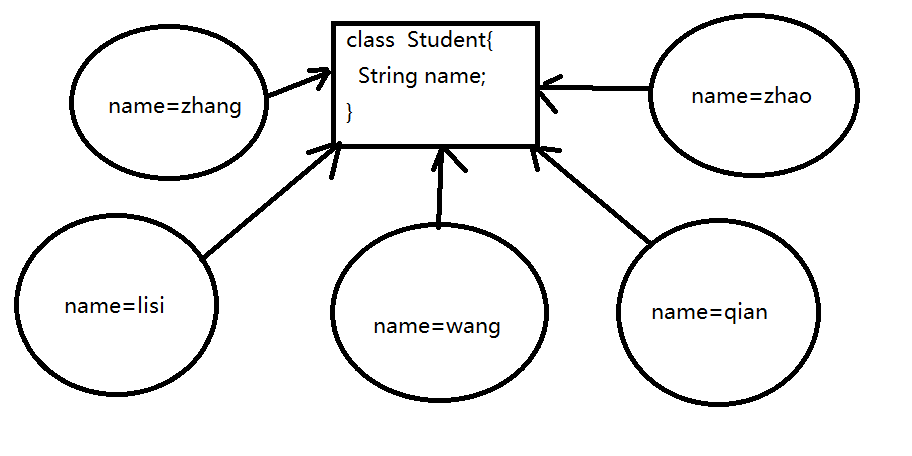 class  Student{
String name;
}
name=zhang
name=zhao
name=lisi
name=wang
name=qian